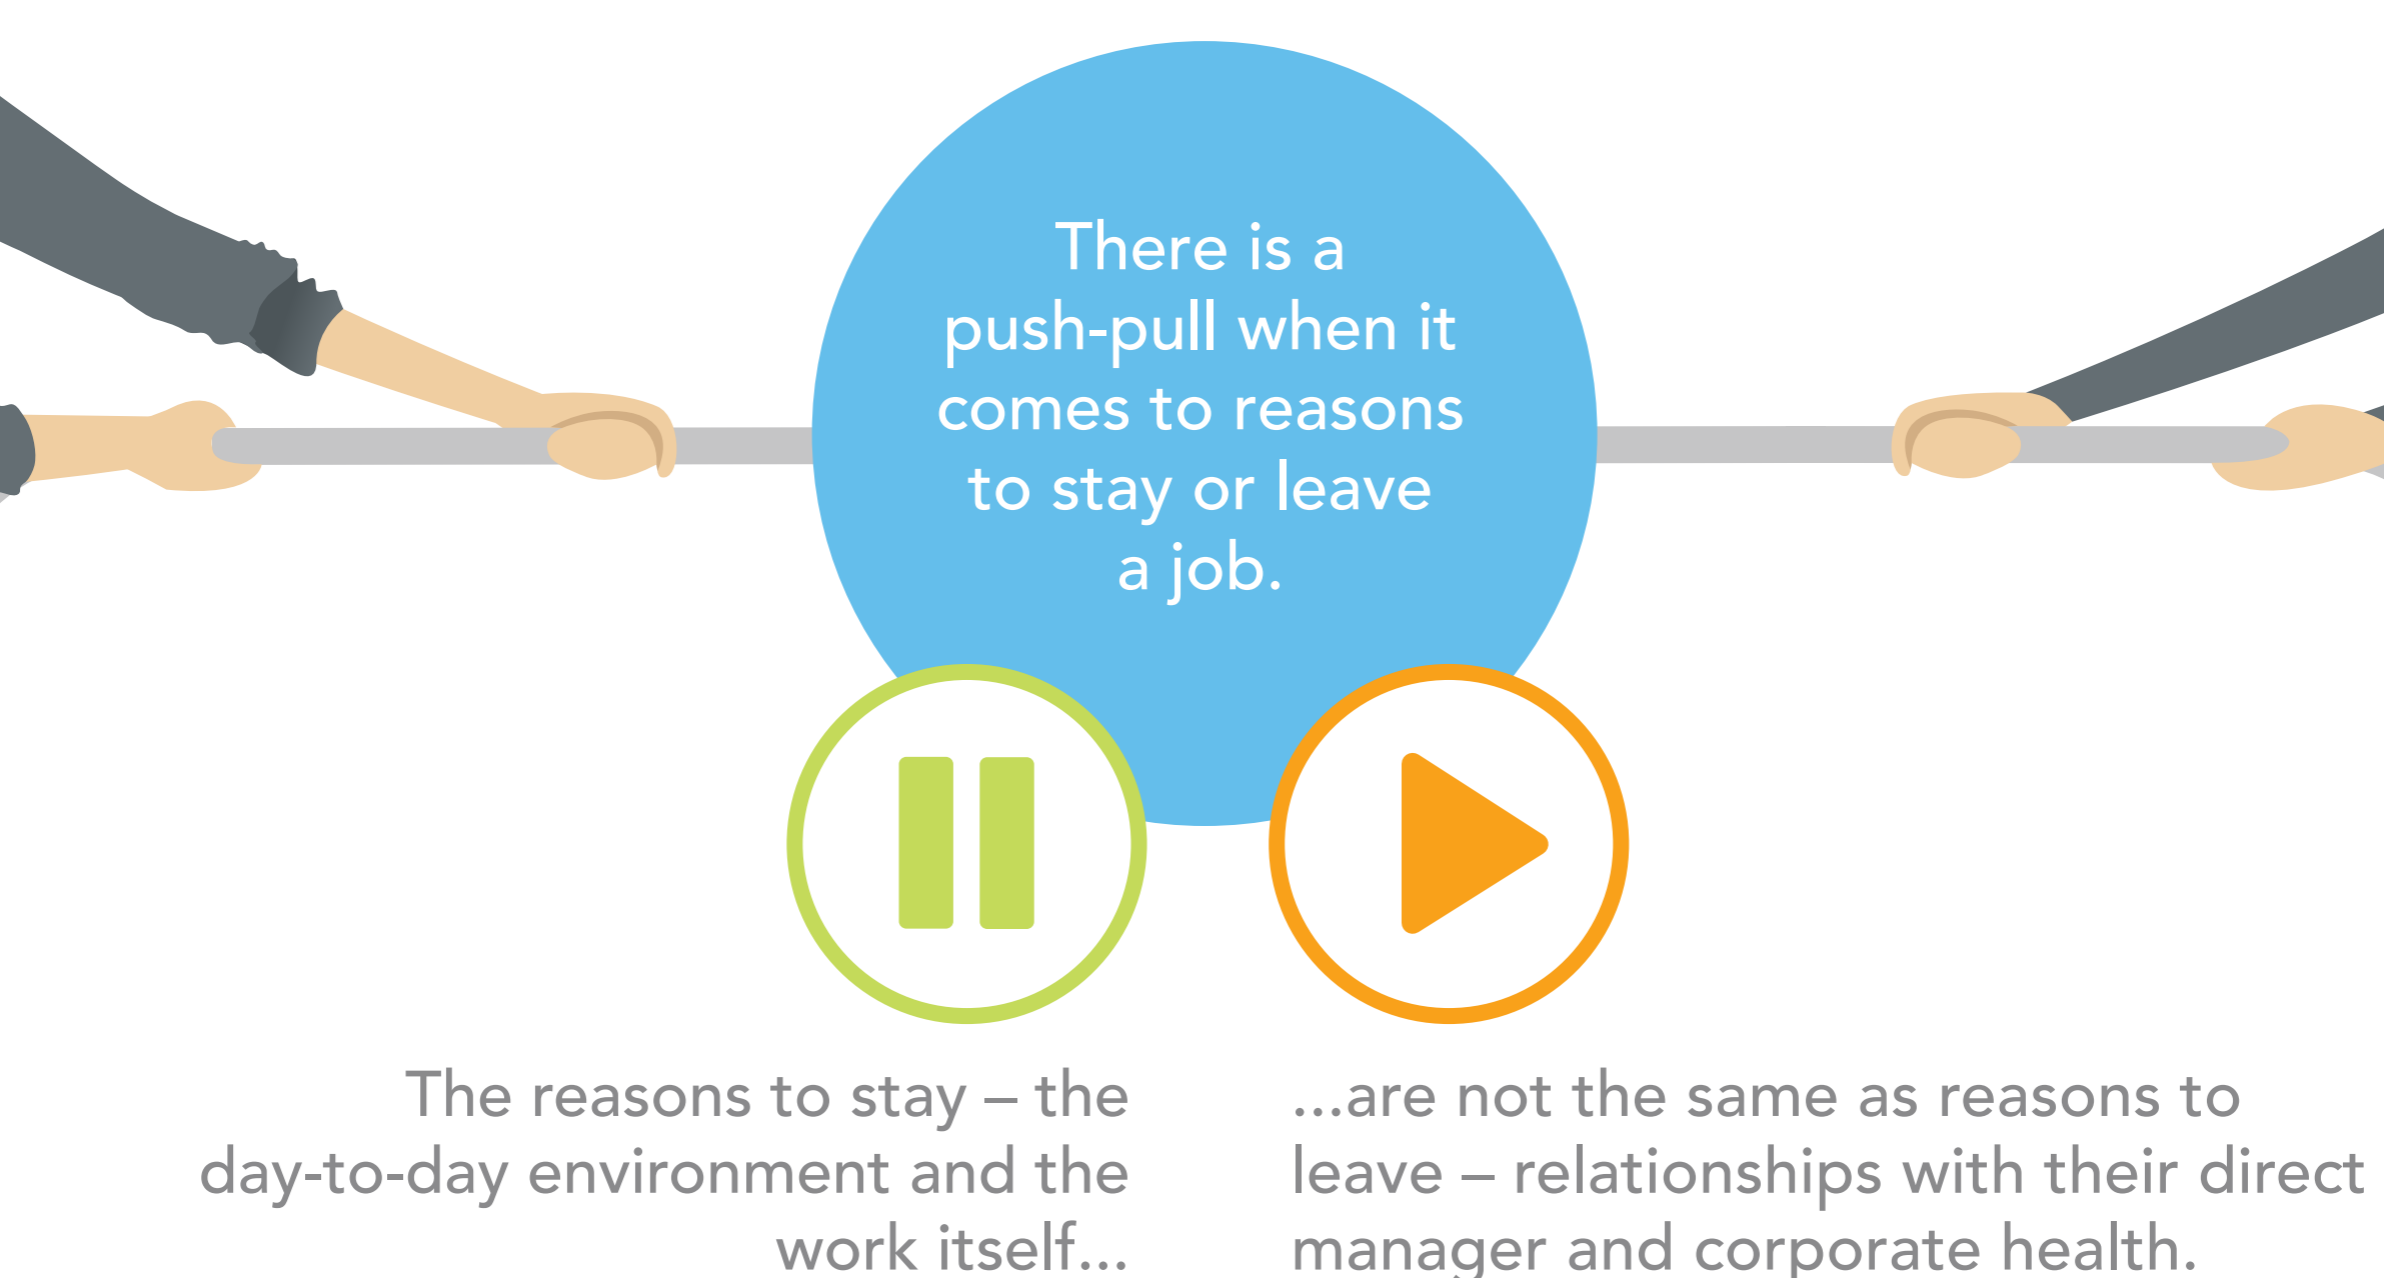 There is a
push-pull when it
comes to reasons
to stay or leave
a job.
The reasons to stay – the
day-to-day environment and the
work itself...
...are not the same as reasons to
leave – relationships with their direct
manager and corporate health.